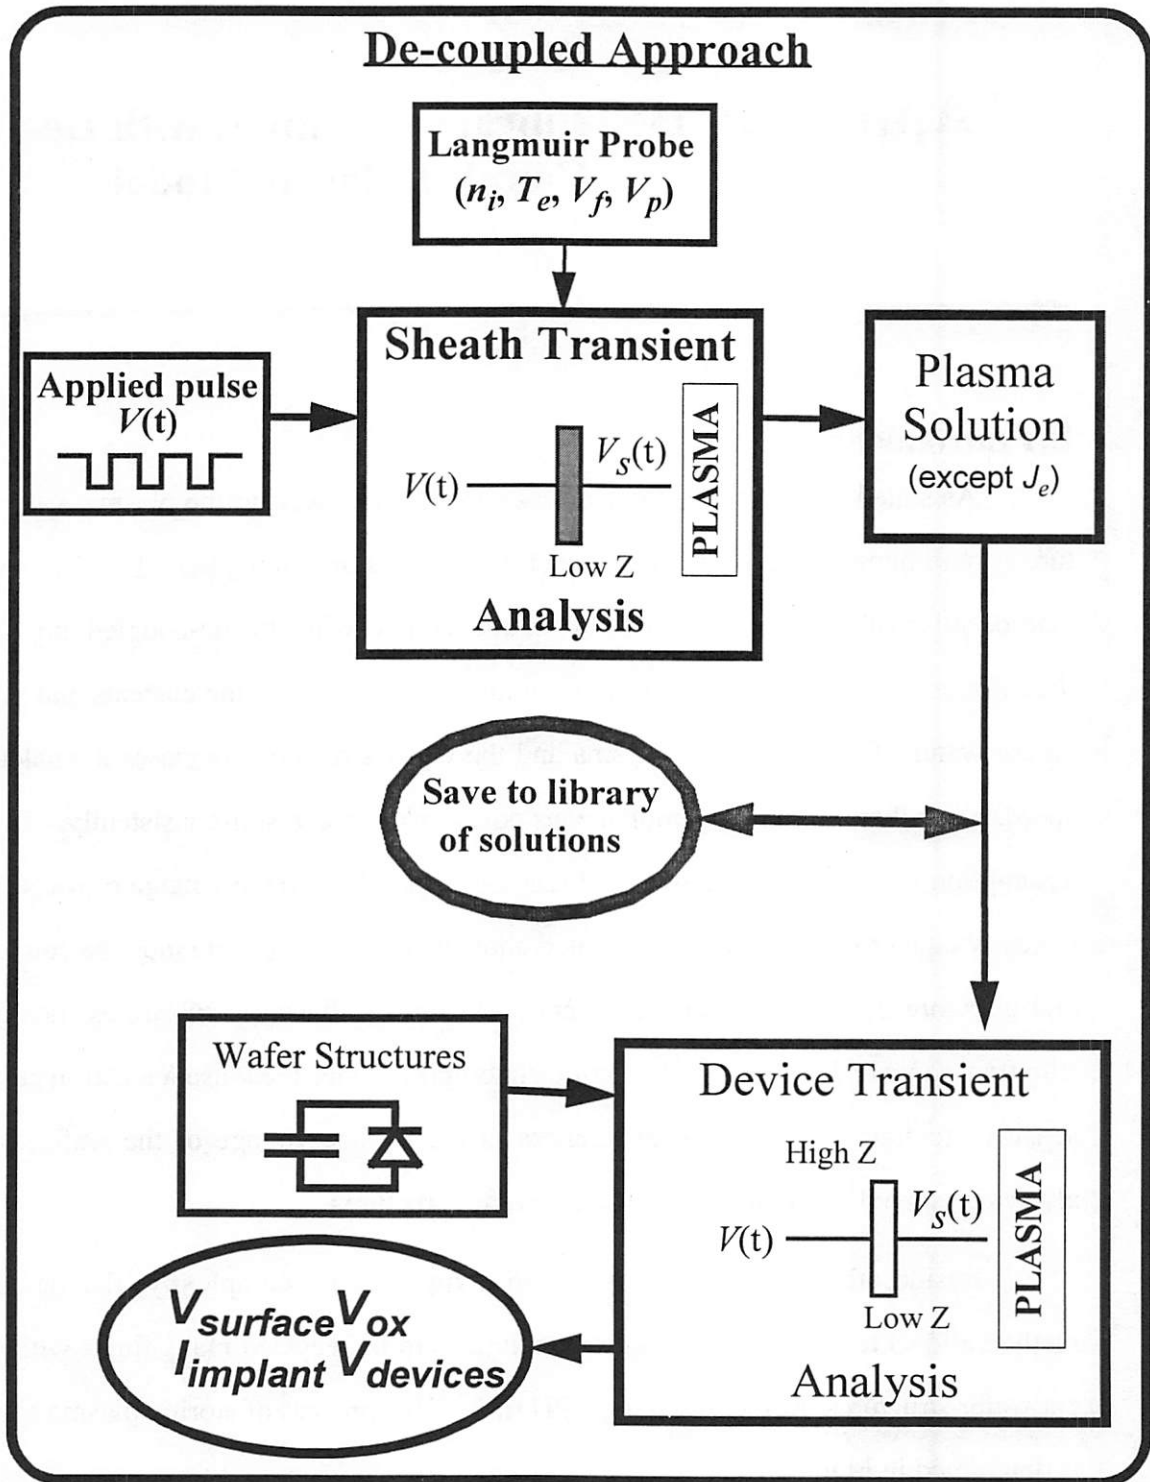 De-coupled Approach
Langmuir Probe
(n_i, T_e, V_f, V_p)
Applied pulse
V(t)
Sheath Transient
V(t)
V_s(t)
PLASMA
Low Z
Analysis
Plasma
Solution
(except J_e)
Save to library
of solutions
Wafer Structures
Device Transient
High Z
V(t)
V_s(t)
PLASMA
Low Z
Analysis
V_surface V_ox
I_implant V_devices